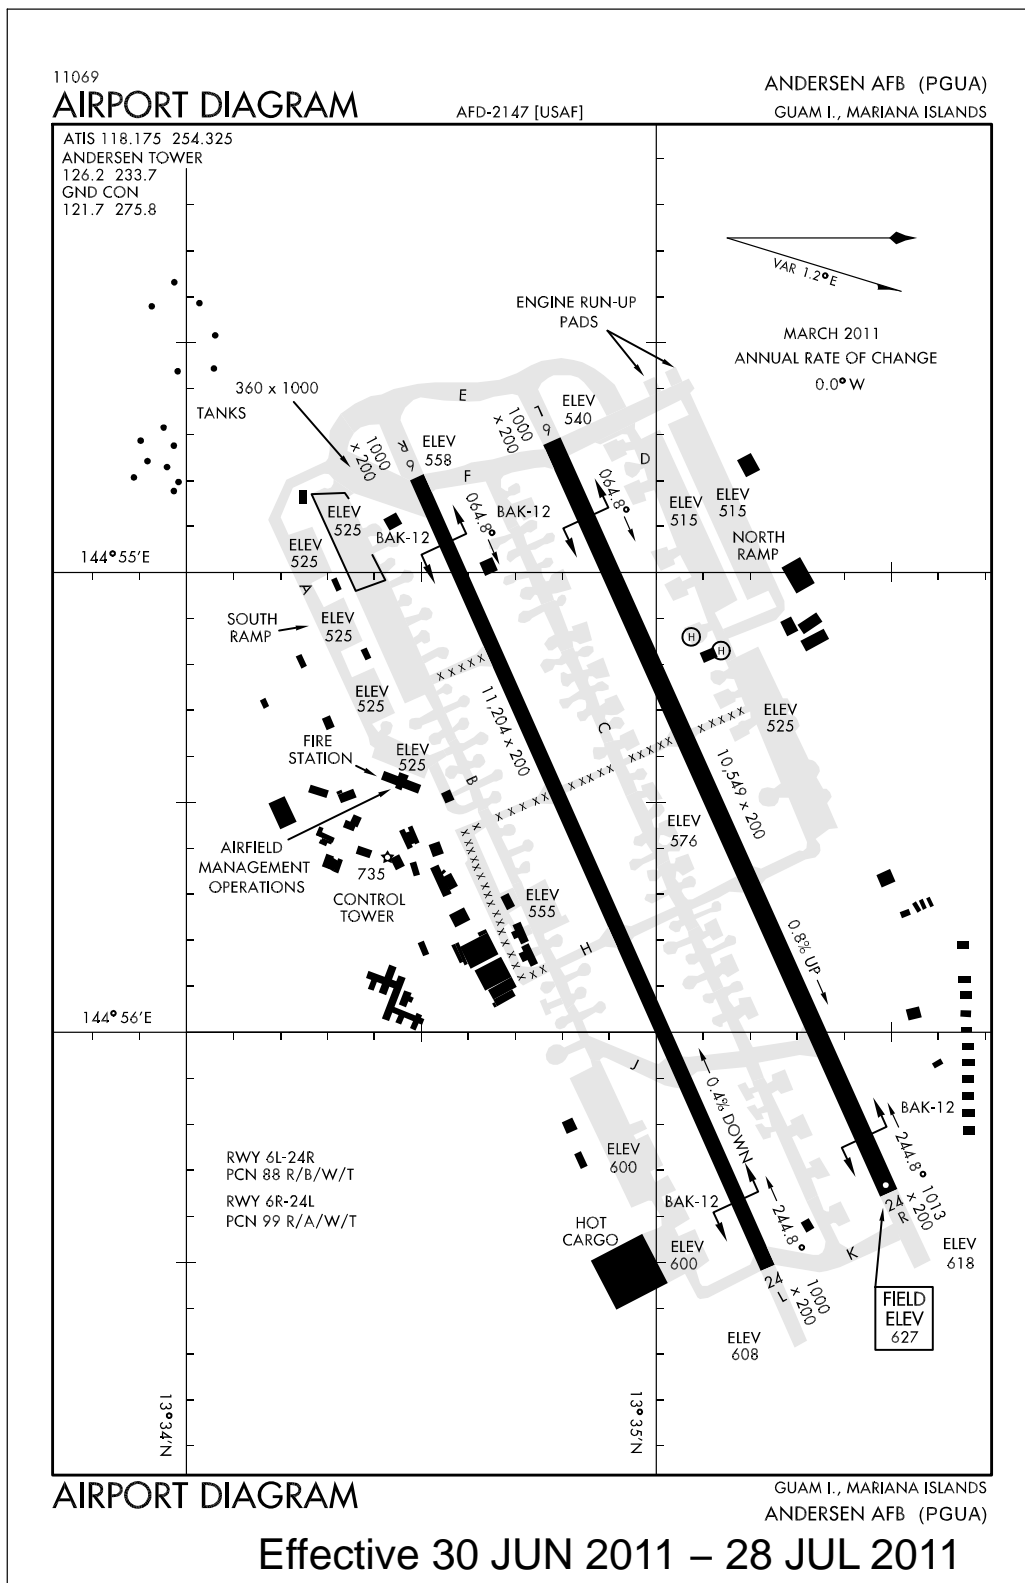 11069
AIRPORT DIAGRAM
AFD-2147 [USAF]
ANDERSEN AFB (PGUA)
GUAM I., MARIANA ISLANDS
ATIS 118.175 254.325
ANDERSEN TOWER
126.2 233.7
GND CON
121.7 275.8
VAR 1.2°E
MARCH 2011
ANNUAL RATE OF CHANGE
0.0° W
ENGINE RUN-UP
PADS
360 x 1000
TANKS
E
1000
x 200
6 L
ELEV
540
1000
x 200
6 R
ELEV
558
F
D
064.8°
064.8°
BAK-12
BAK-12
ELEV
515
ELEV
515
NORTH
RAMP
ELEV
525
ELEV
525
144°55'E
A
SOUTH
RAMP
ELEV
525
H
H
ELEV
525
11,204 x 200
C
ELEV
525
FIRE
STATION
ELEV
525
B
10,549 x 200
x x x x x
x x x x x
x x x x x
x x x x x
x x x x x x
x
xxxxxxxxxxxxxxxxx
x x x
ELEV
576
AIRFIELD
MANAGEMENT
OPERATIONS
735
CONTROL
TOWER
ELEV
555
H
0.8% UP
144°56'E
J
0.4% DOWN
BAK-12
244.8°
1013
x 200
24
R
RWY 6L-24R
PCN 88 R/B/W/T
RWY 6R-24L
PCN 99 R/A/W/T
ELEV
600
BAK-12
244.8°
HOT
CARGO
ELEV
600
K
ELEV
618
24
L
1000
x 200
FIELD
ELEV
627
ELEV
608
13°34'N
13°35'N
AIRPORT DIAGRAM
GUAM I., MARIANA ISLANDS
ANDERSEN AFB (PGUA)
Effective 30 JUN 2011 – 28 JUL 2011